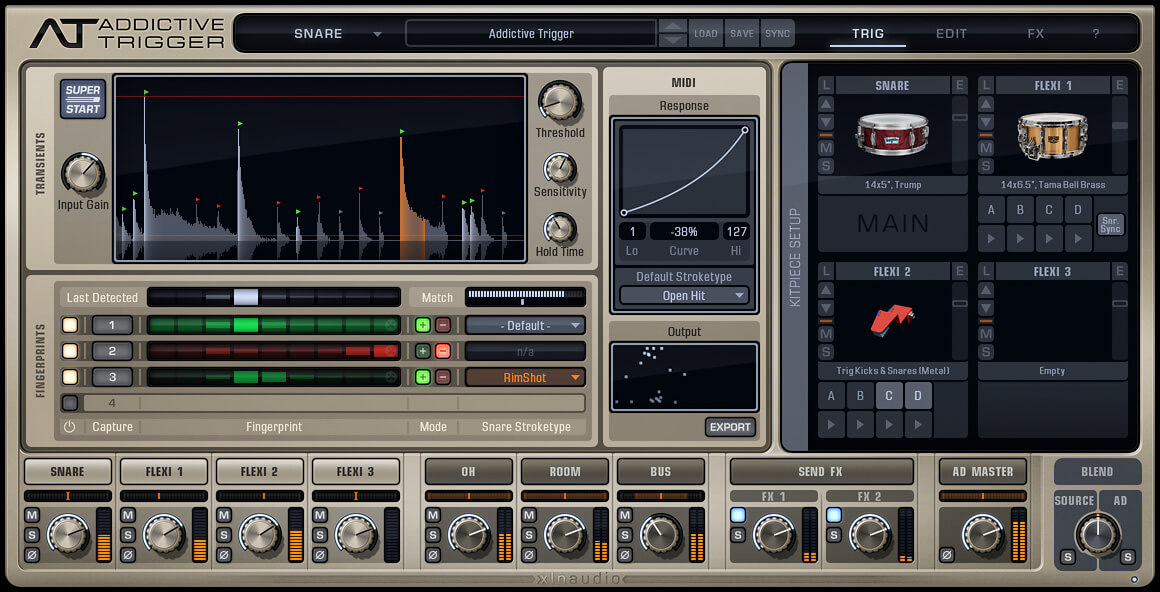 AT ADDICTIVE TRIGGER
SNARE
Addictive Trigger
LOAD SAVE SYNC
TRIG EDIT FX ?
TRANSIENTS
SUPER START
Input Gain
Threshold
Sensitivity
Hold Time
FINGERPRINTS
Last Detected Match
1 + - - Default -
2 + - n/a
3 + - RimShot
4
Capture Fingerprint Mode Snare Stroketype
MIDI
Response
1 -38% 127
Lo Curve Hi
Default Stroketype
Open Hit
Output
EXPORT
KITPIECE SETUP
L SNARE E
M
S
14x5", Trump
MAIN
L FLEXI 1 E
M
S
14x6.5", Tama Bell Brass
A B C D
Snr. Sync
L FLEXI 2 E
M
S
Trig Kicks & Snares (Metal)
A B C D
L FLEXI 3 E
M
S
Empty
SNARE FLEXI 1 FLEXI 2 FLEXI 3 OH ROOM BUS SEND FX AD MASTER BLEND
FX 1 FX 2 SOURCE AD
M M M M M M M
S S S S S S S S S
Ø Ø Ø Ø Ø Ø Ø Ø S S
xlnaudio